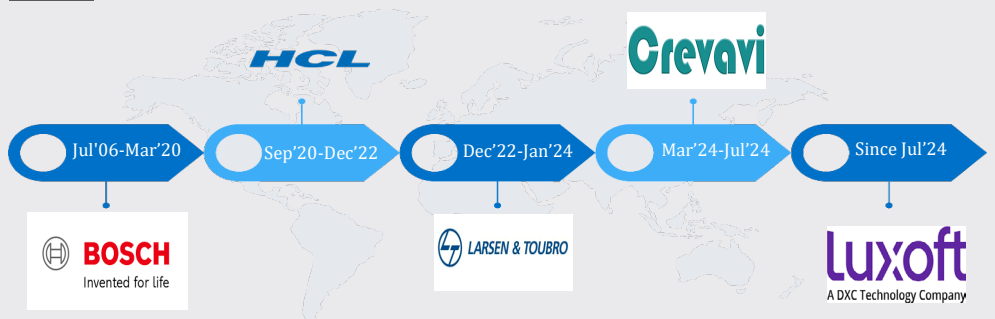 HCL
Crevavi
Jul'06-Mar’20
Sep’20-Dec’22
Dec’22-Jan’24
Mar’24-Jul’24
Since Jul’24
BOSCH
Invented for life
LARSEN & TOUBRO
Luxoft
A DXC Technology Company